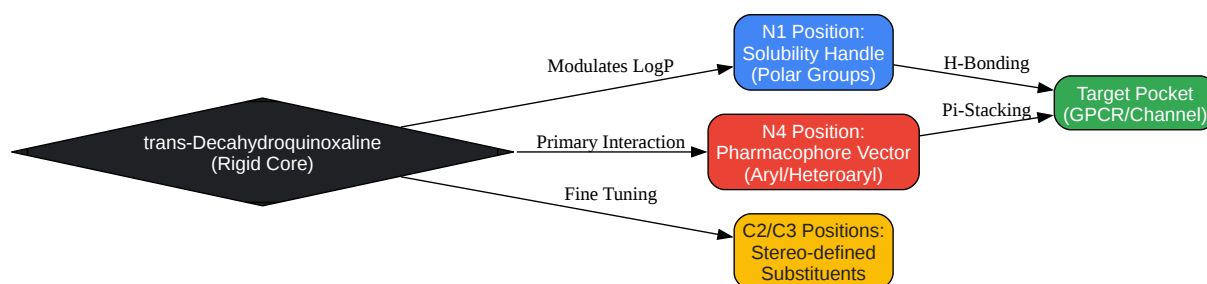 trans-Decahydroquinoxaline
(Rigid Core)
Modulates LogP
Primary Interaction
Fine Tuning
N1 Position:
Solubility Handle
(Polar Groups)
N4 Position:
Pharmacophore Vector
(Aryl/Heteroaryl)
C2/C3 Positions:
Stereo-defined
Substituents
H-Bonding
Pi-Stacking
Target Pocket
(GPCR/Channel)